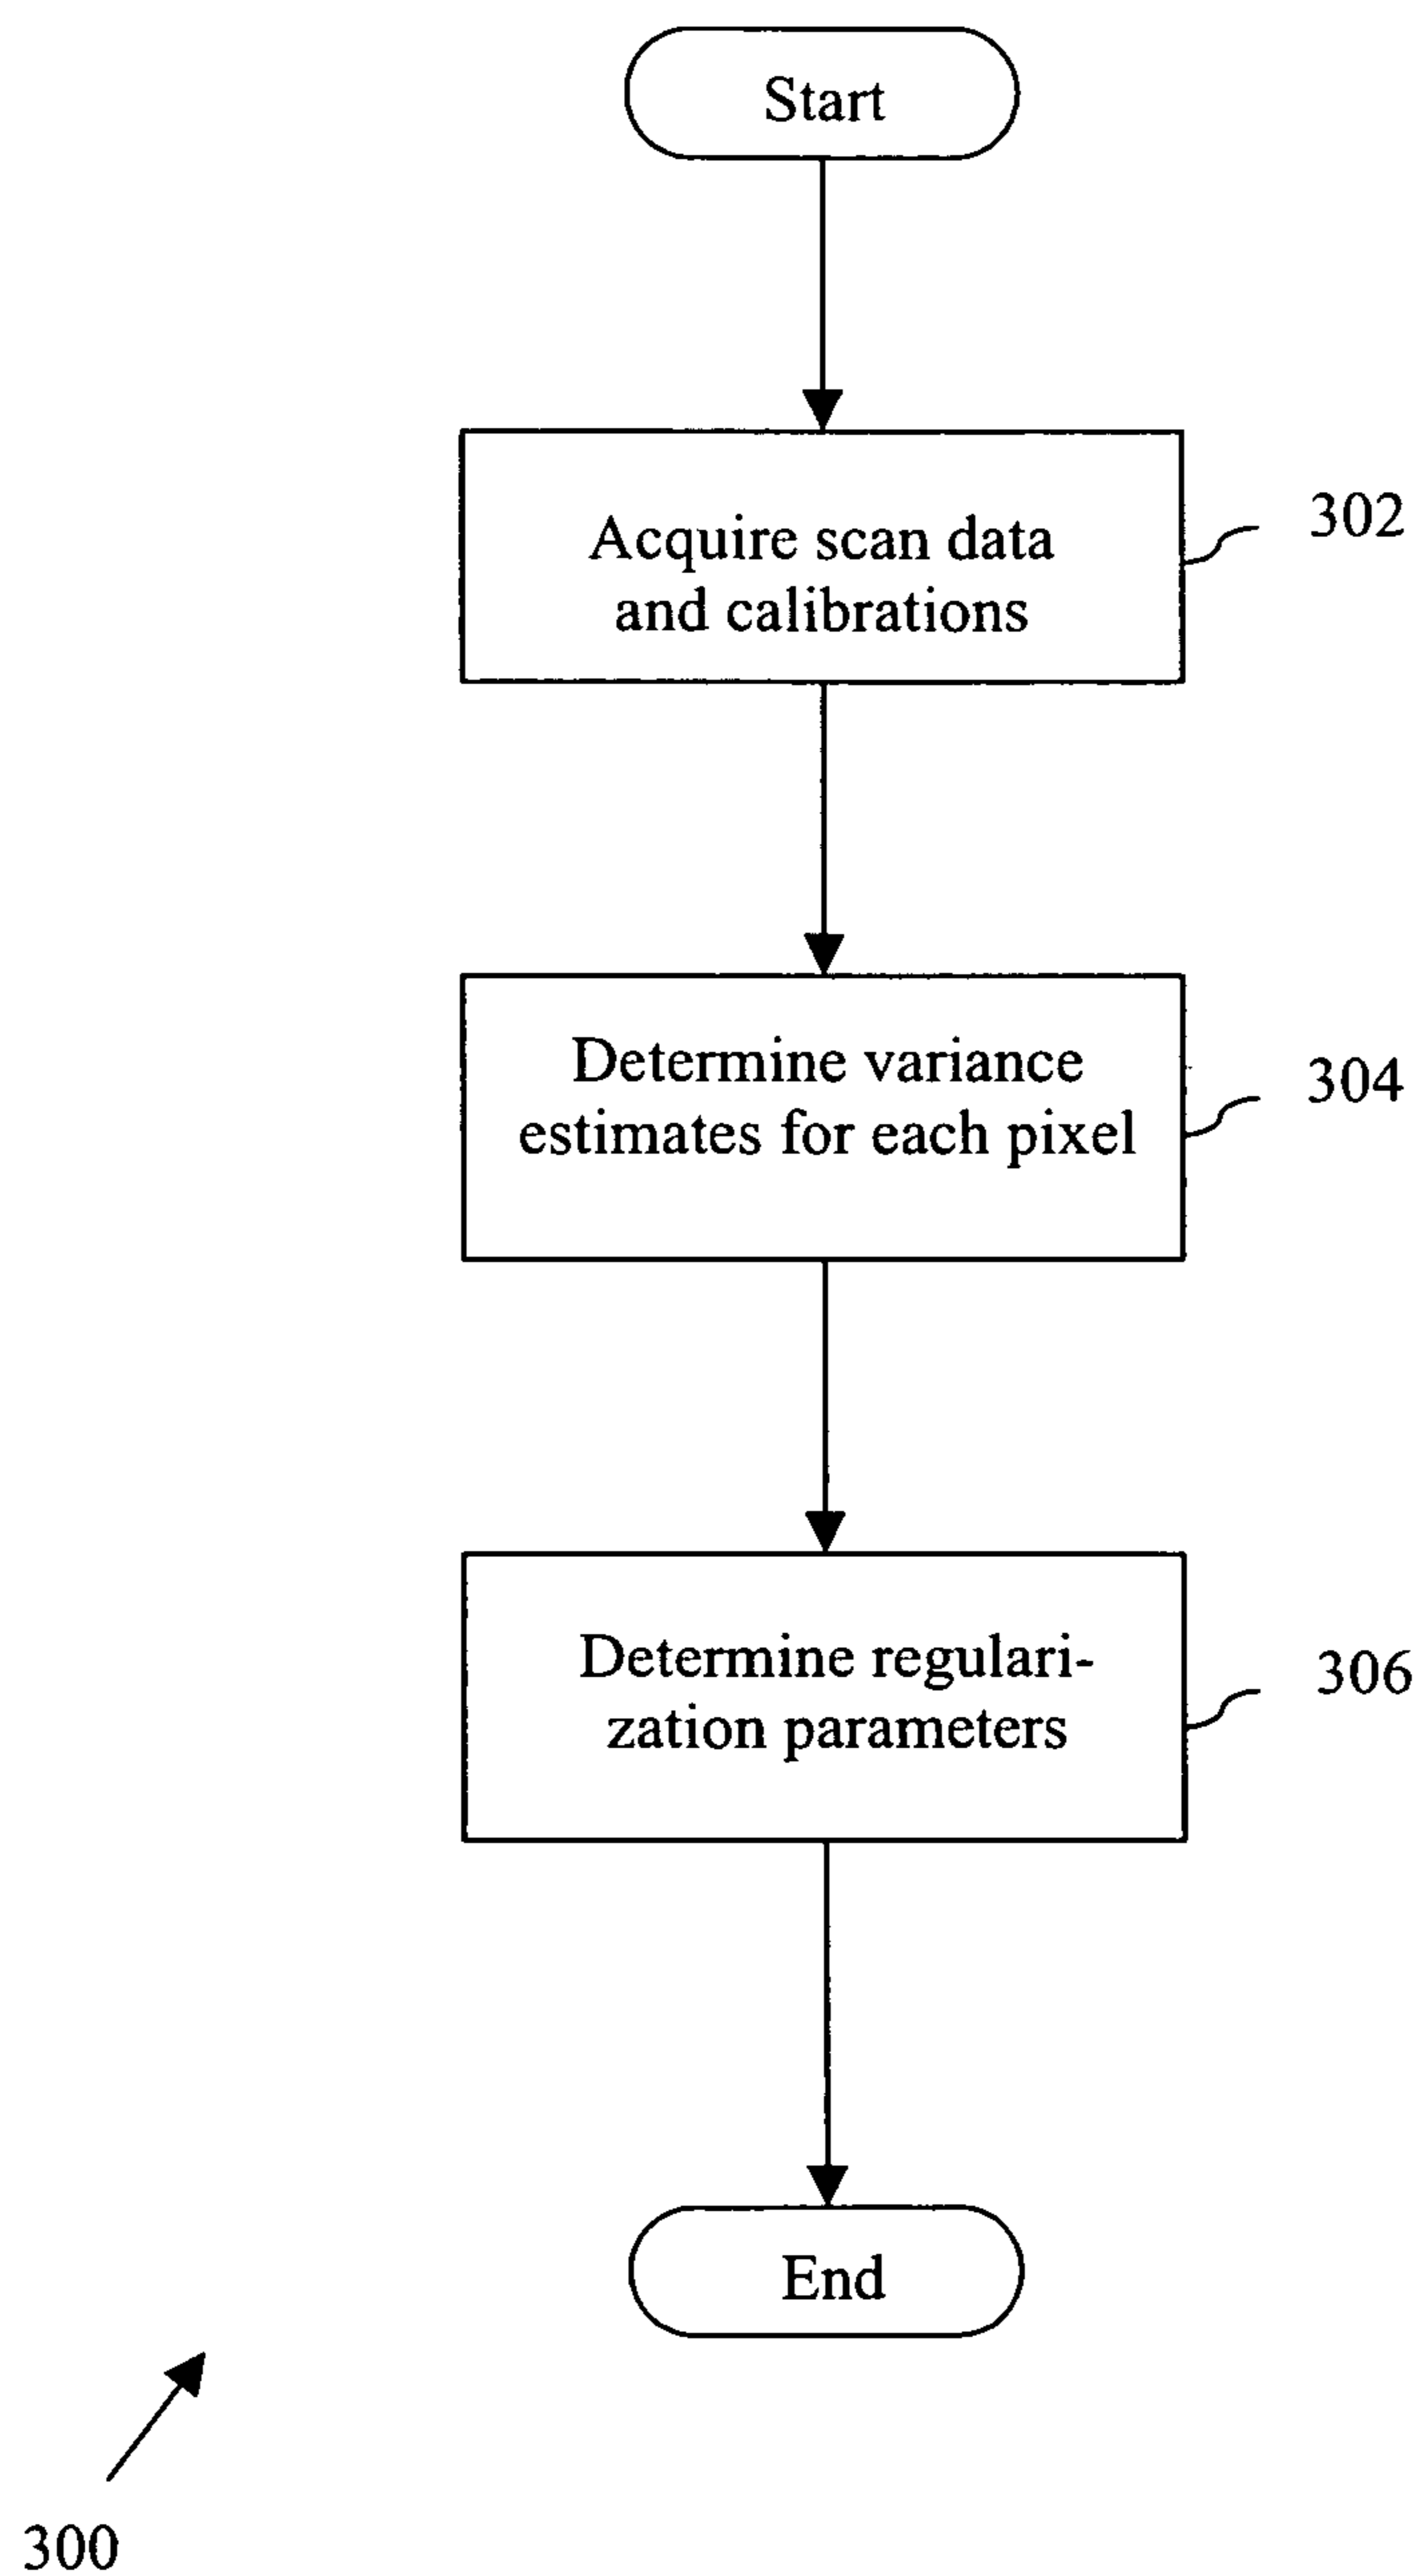 Start
Acquire scan data
and calibrations
302
Determine variance
estimates for each pixel
304
Determine regulari-
zation parameters
306
End
300